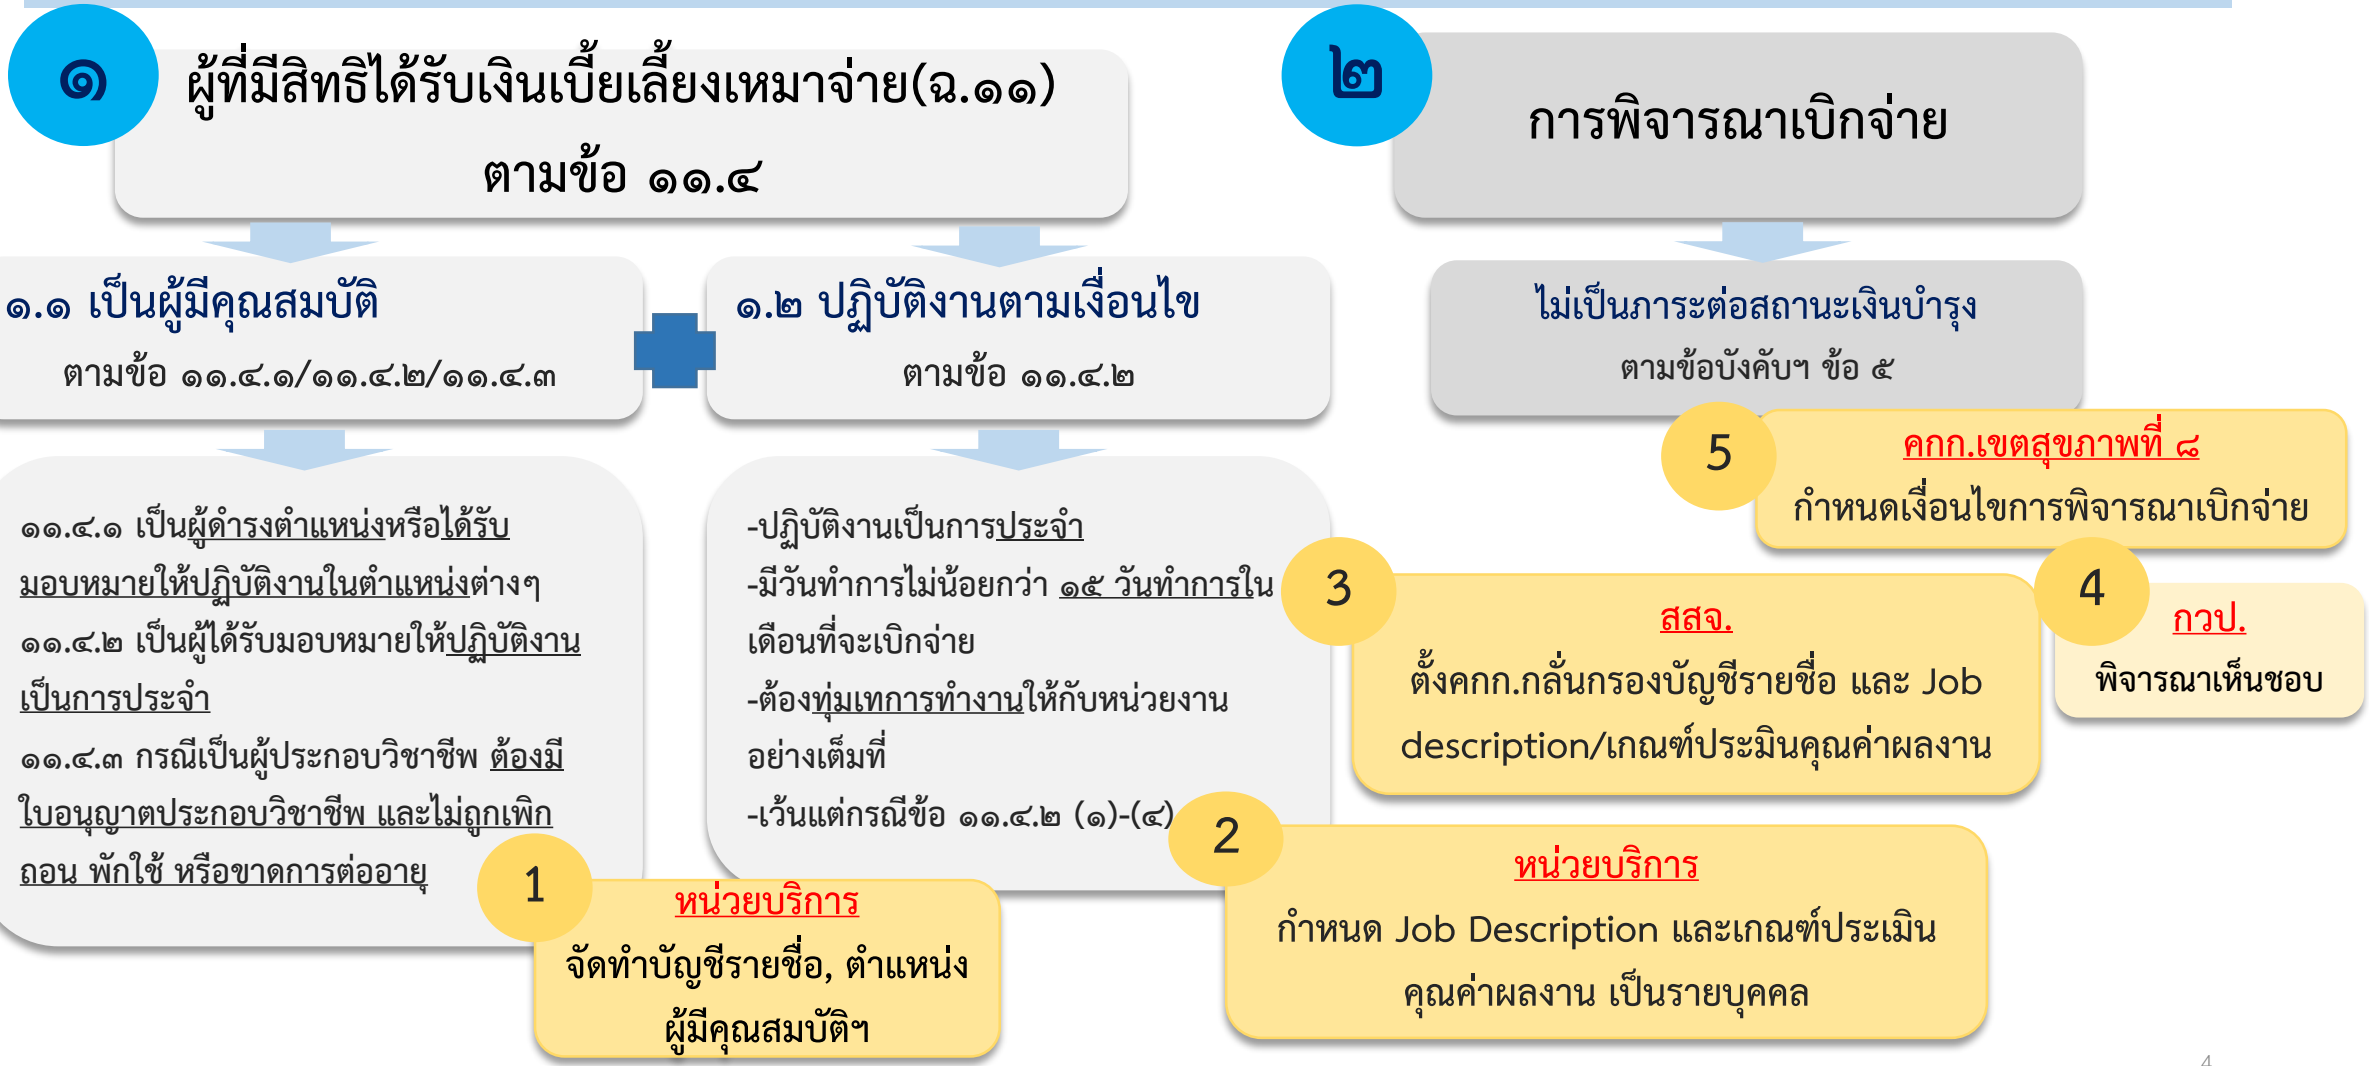 ๑
ผู้ที่มีสิทธิได้รับเงินเบี้ยเลี้ยงเหมาจ่าย(ฉ.๑๑)
ตามข้อ ๑๑.๔
๑.๑ เป็นผู้มีคุณสมบัติ
ตามข้อ ๑๑.๔.๑/๑๑.๔.๒/๑๑.๔.๓
๑.๒ ปฏิบัติงานตามเงื่อนไข
ตามข้อ ๑๑.๔.๒
๑๑.๔.๑ เป็นผู้ดำรงตำแหน่งหรือได้รับ
มอบหมายให้ปฏิบัติงานในตำแหน่งต่างๆ
๑๑.๔.๒ เป็นผู้ได้รับมอบหมายให้ปฏิบัติงาน
เป็นการประจำ
๑๑.๔.๓ กรณีเป็นผู้ประกอบวิชาชีพ ต้องมี
ใบอนุญาตประกอบวิชาชีพ และไม่ถูกเพิก
ถอน พักใช้ หรือขาดการต่ออายุ
-ปฏิบัติงานเป็นการประจำ
-มีวันทำการไม่น้อยกว่า ๑๕ วันทำการใน
เดือนที่จะเบิกจ่าย
-ต้องทุ่มเทการทำงานให้กับหน่วยงาน
อย่างเต็มที่
-เว้นแต่กรณีข้อ ๑๑.๔.๒ (๑)-(๔)
1
หน่วยบริการ
จัดทำบัญชีรายชื่อ, ตำแหน่ง
ผู้มีคุณสมบัติฯ
2
หน่วยบริการ
กำหนด Job Description และเกณฑ์ประเมิน
คุณค่าผลงาน เป็นรายบุคคล
๒
การพิจารณาเบิกจ่าย
ไม่เป็นภาระต่อสถานะเงินบำรุง
ตามข้อบังคับฯ ข้อ ๕
5
คกก.เขตสุขภาพที่ ๘
กำหนดเงื่อนไขการพิจารณาเบิกจ่าย
3
สสจ.
ตั้งคกก.กลั่นกรองบัญชีรายชื่อ และ Job
description/เกณฑ์ประมินคุณค่าผลงาน
4
กวป.
พิจารณาเห็นชอบ
4